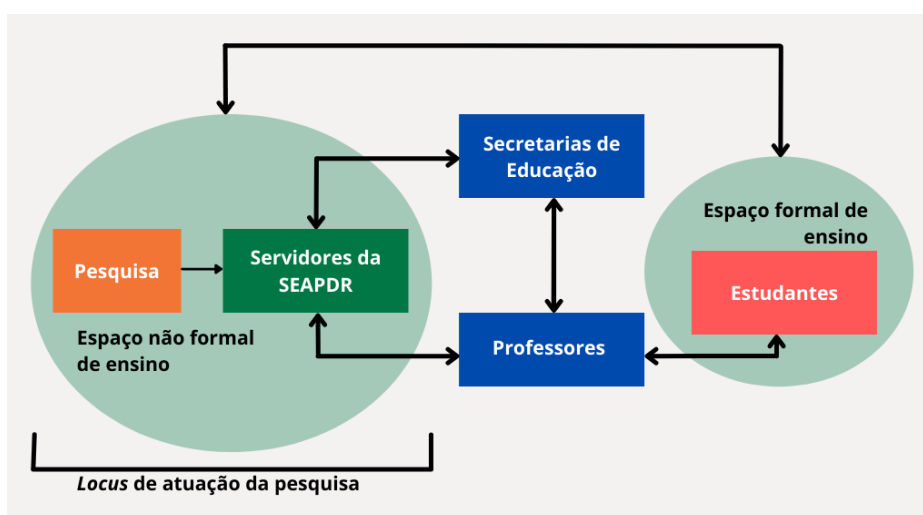 Secretarias de
Educação
Espaço formal de
ensino
Pesquisa
Servidores da
SEAPDR
Estudantes
Espaço não formal
de ensino
Professores
Locus de atuação da pesquisa